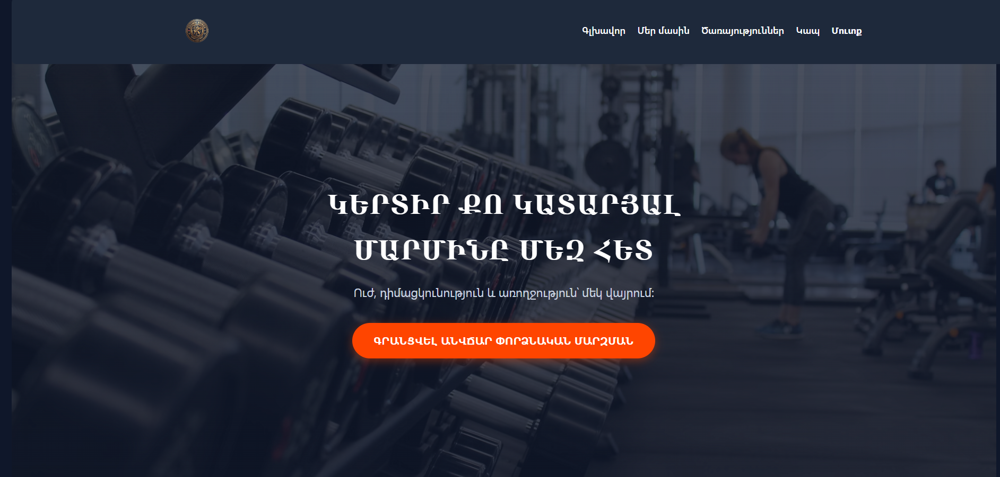 Գլխավոր Մեր մասին Ծառայություններ Կապ Մուտք
ԿԵՐՏԻՐ ՔՈ ԿԱՏԱՐՅԱԼ
ՄԱՐՄԻՆԸ ՄԵԶ ՀԵՏ
Ուժ, դիմացկունություն և առողջություն՝ մեկ վայրում:
ԳՐԱՆՑՎԵԼ ԱՆՎՃԱՐ ՓՈՐՁՆԱԿԱՆ ՄԱՐԶՄԱՆ